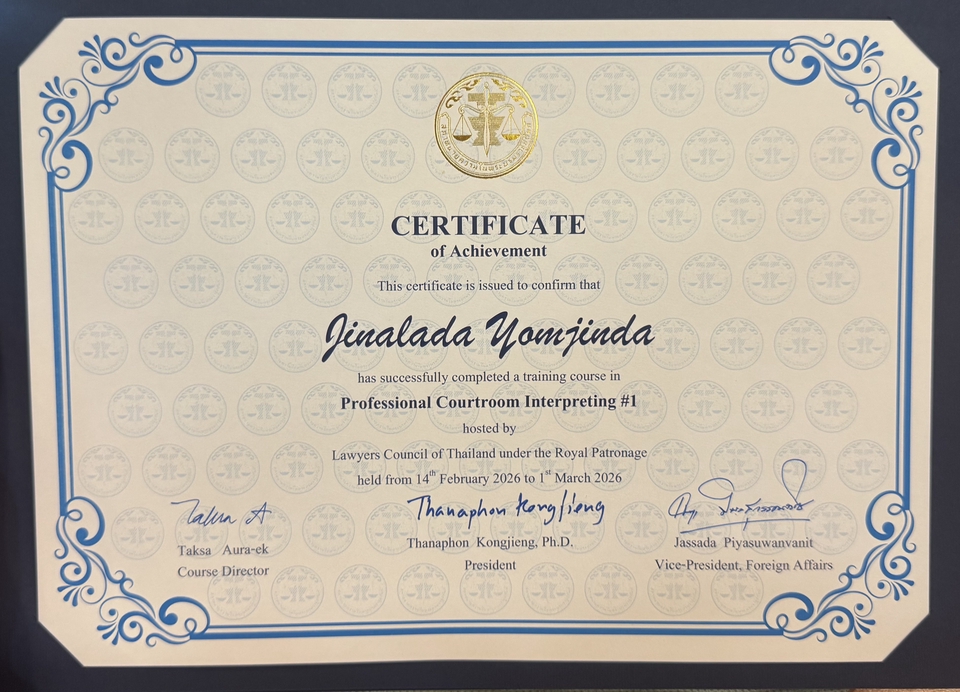 CERTIFICATE
of Achievement
This certificate is issued to confirm that
Jinalada Yomjinda
has successfully completed a training course in
Professional Courtroom Interpreting #1
hosted by
Lawyers Council of Thailand under the Royal Patronage
held from 14th February 2026 to 1st March 2026
Taksa A
Thanaphon Kongjieng
Taksa Aura-ek
Thanaphon Kongjieng, Ph.D.
Jassada Piyasuwanvanit
Course Director
President
Vice-President, Foreign Affairs